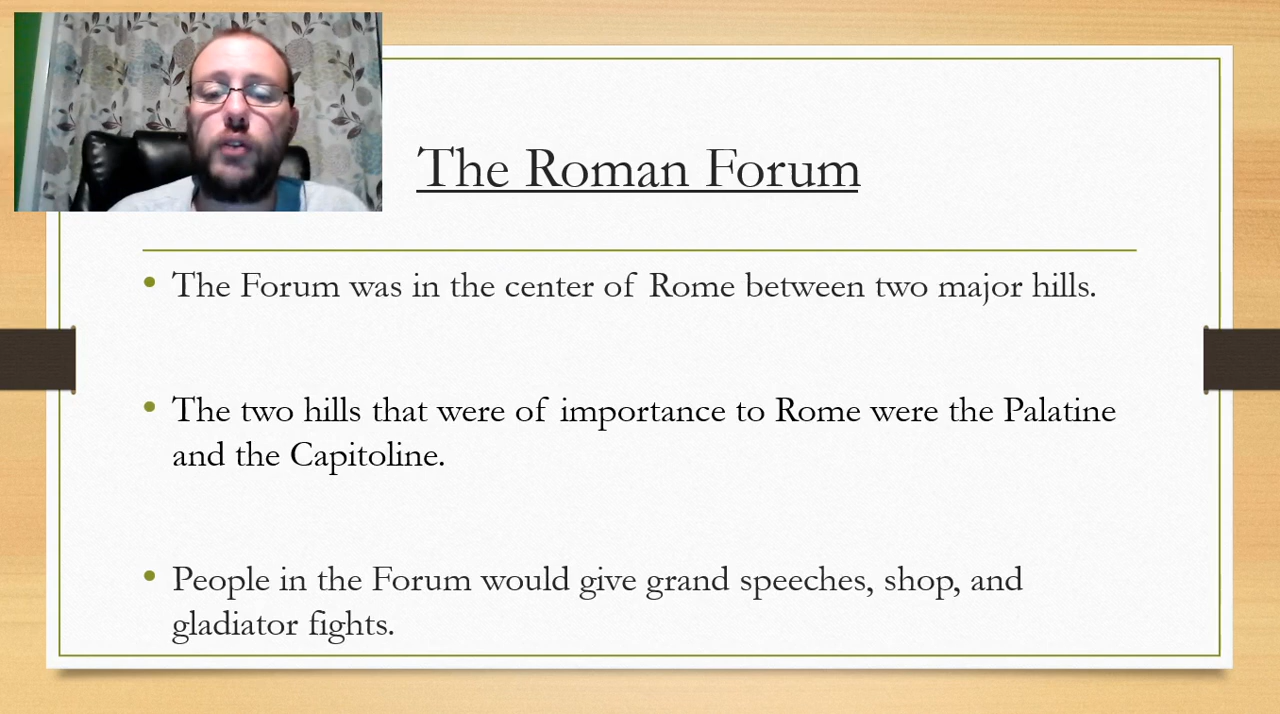 The Roman Forum
• The Forum was in the center of Rome between two major hills.
• The two hills that were of importance to Rome were the Palatine
and the Capitoline.
• People in the Forum would give grand speeches, shop, and
gladiator fights.